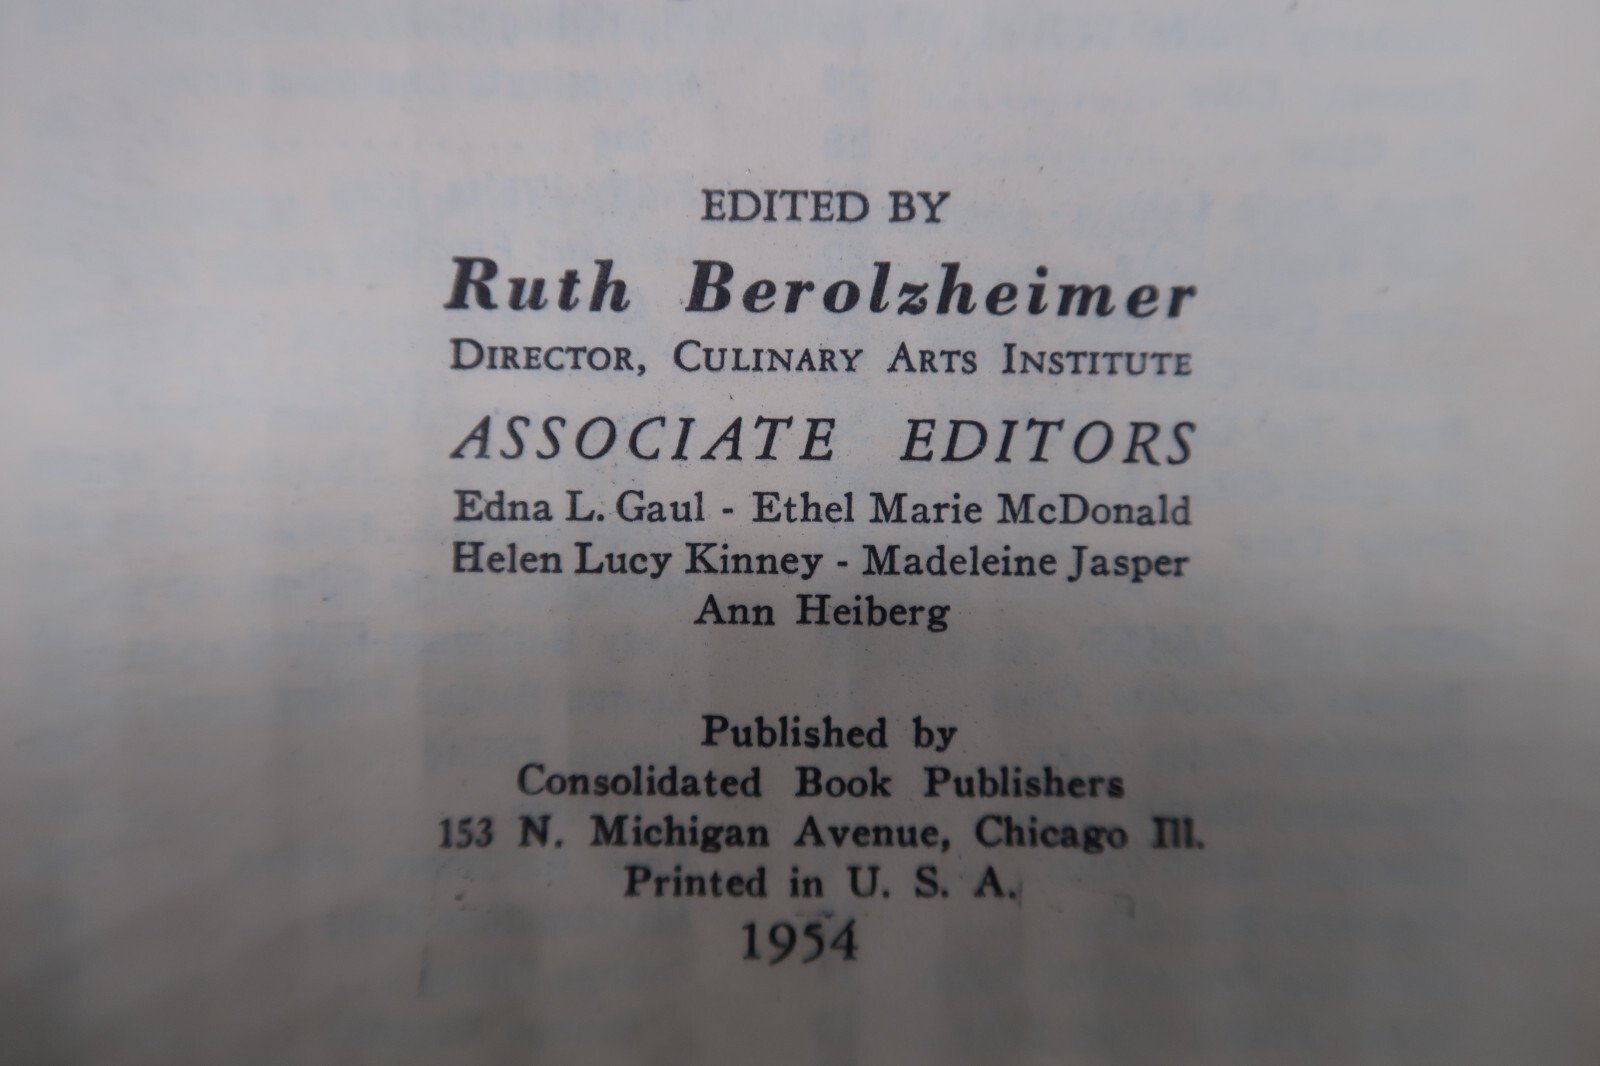 EDITED BY
Ruth Berolzheimer
DIRECTOR, CULINARY ARTS INSTITUTE
ASSOCIATE EDITORS
Edna L. Gaul - Ethel Marie McDonald
Helen Lucy Kinney - Madeleine Jasper
Ann Heiberg
Published by
Consolidated Book Publishers
153 N. Michigan Avenue, Chicago Ill.
Printed in U. S. A.
1954